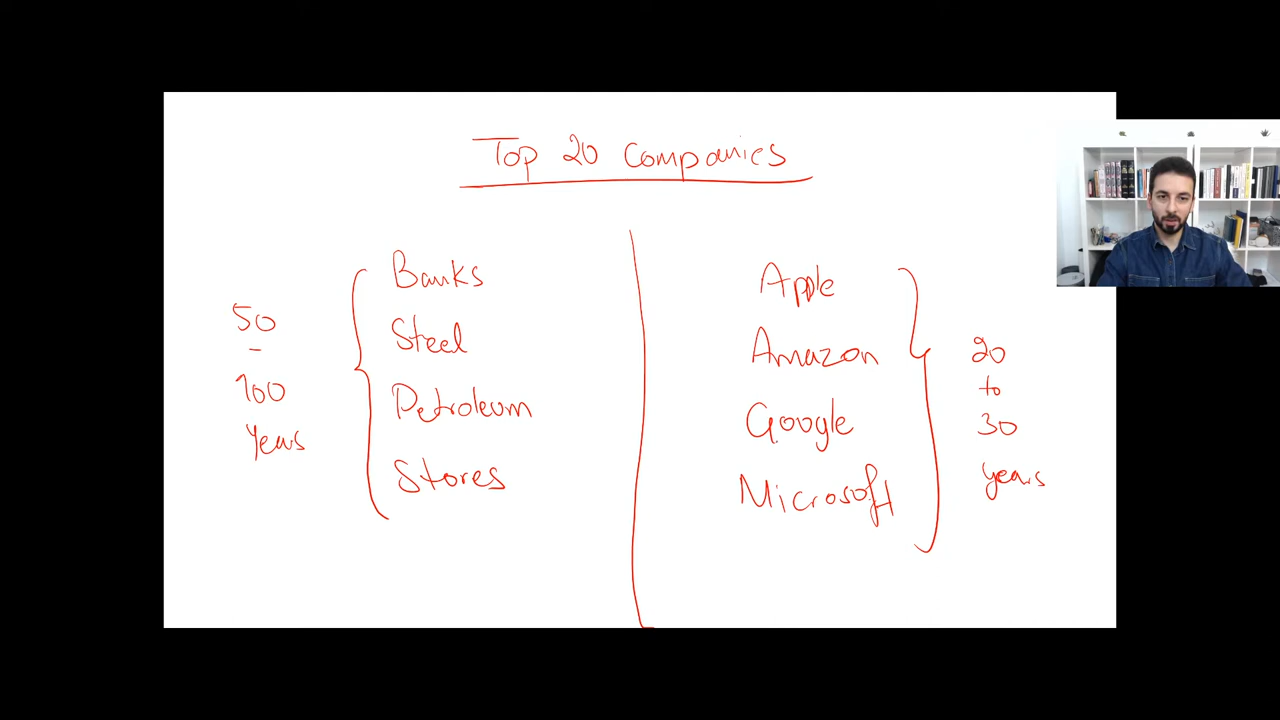 Top 20 Companies
50
-
100
years
Banks
Steel
Petroleum
Stores
Apple
Amazon
Google
Microsoft
20
to
30
years